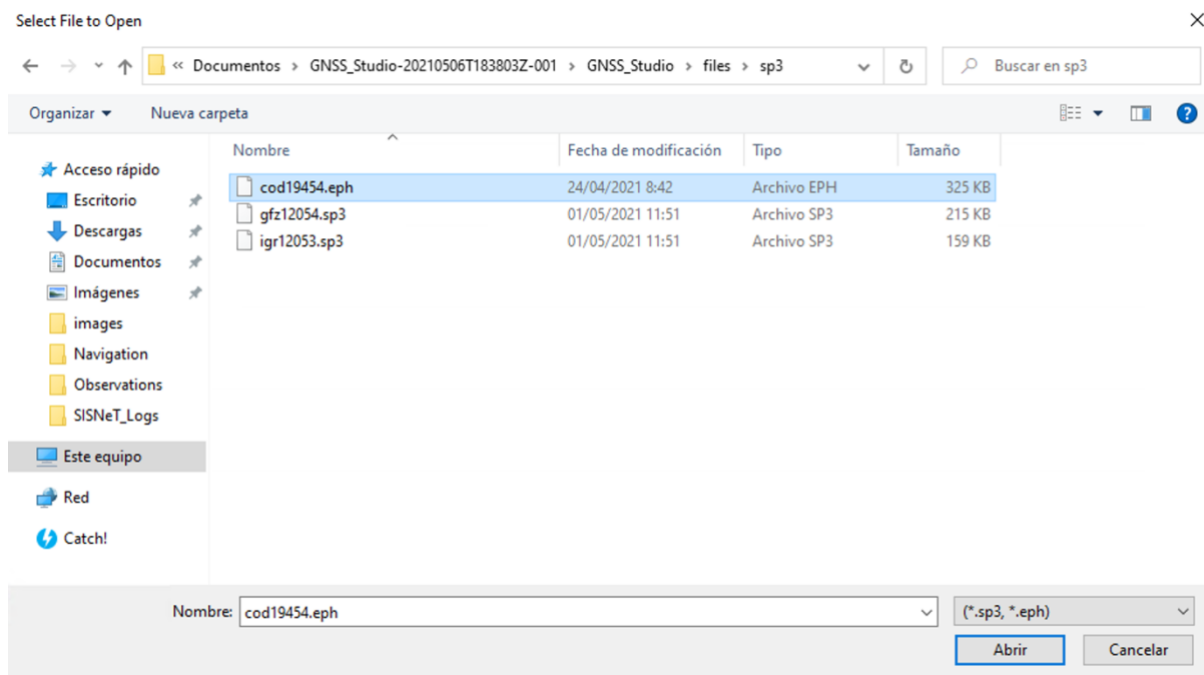 Select File to Open
« Documentos › GNSS_Studio-20210506T183803Z-001 › GNSS_Studio › files › sp3
Buscar en sp3
Organizar
Nueva carpeta
Acceso rápido
Escritorio
Descargas
Documentos
Imágenes
images
Navigation
Observations
SISNeT_Logs
Este equipo
Red
Catch!
Nombre Fecha de modificación Tipo Tamaño
cod19454.eph 24/04/2021 8:42 Archivo EPH 325 KB
gfz12054.sp3 01/05/2021 11:51 Archivo SP3 215 KB
igr12053.sp3 01/05/2021 11:51 Archivo SP3 159 KB
Nombre: cod19454.eph
(*.sp3, *.eph)
Abrir
Cancelar